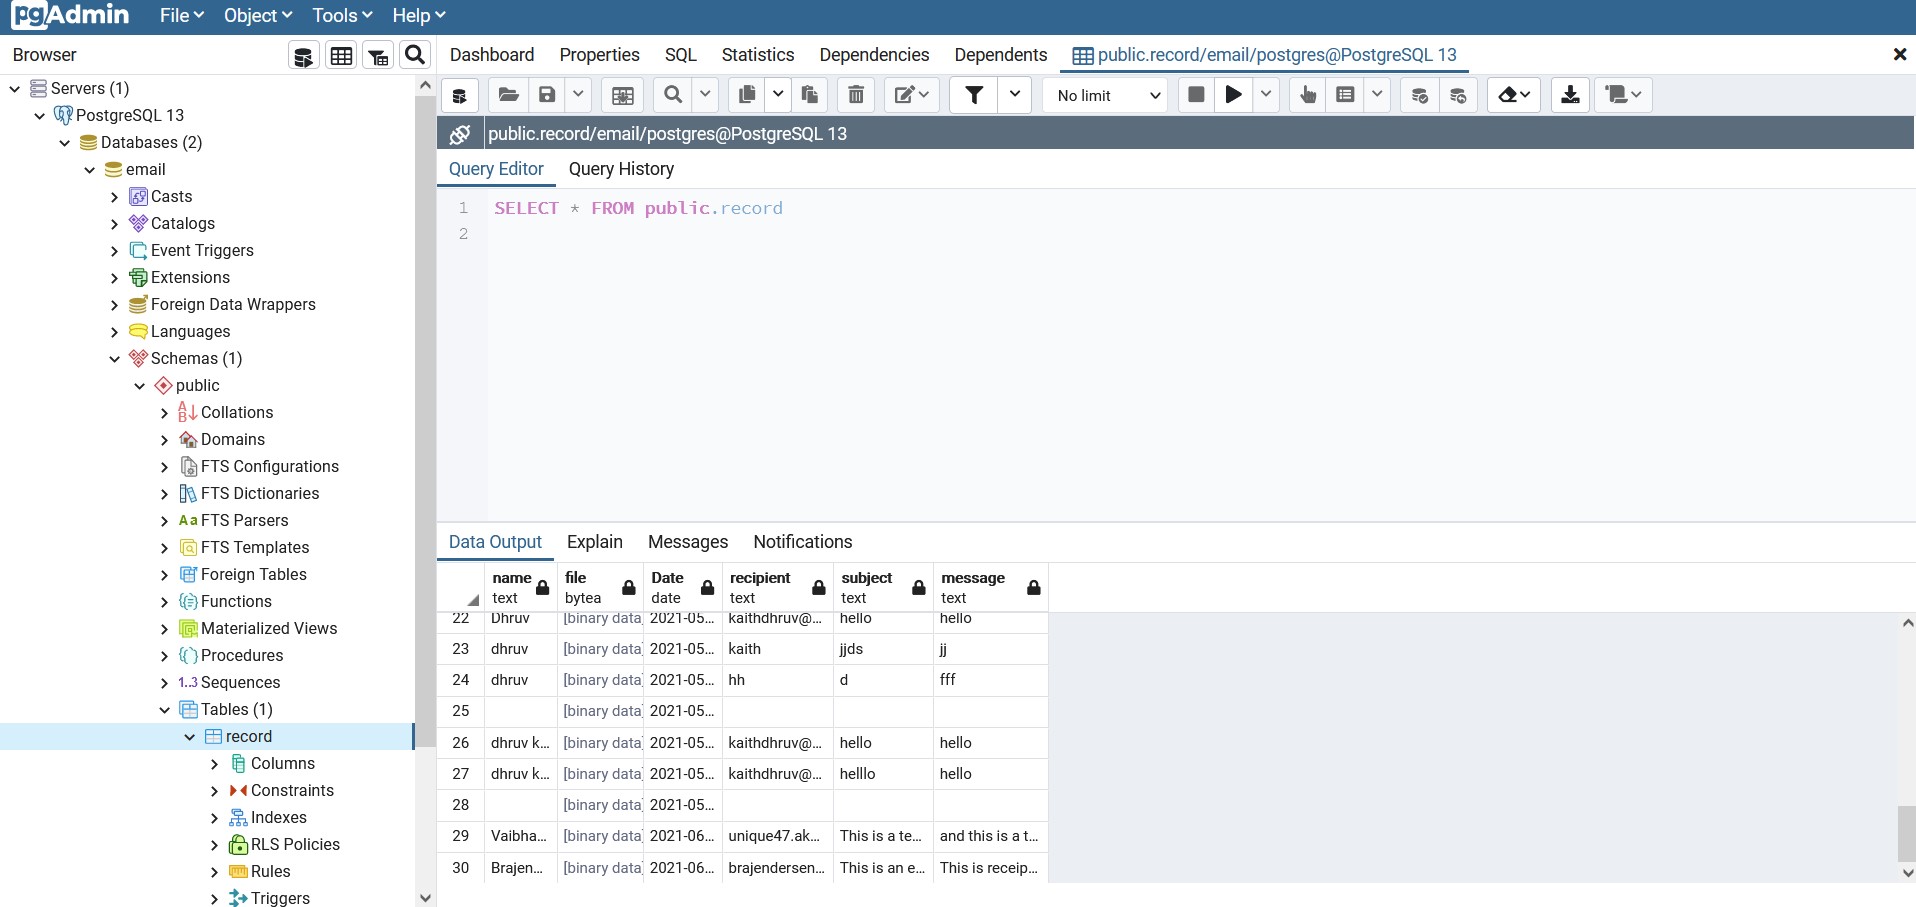 pgAdmin File Object Tools Help
Browser
Dashboard Properties SQL Statistics Dependencies Dependents public.record/email/postgres@PostgreSQL 13
Servers (1)
PostgreSQL 13
Databases (2)
email
Casts
Catalogs
Event Triggers
Extensions
Foreign Data Wrappers
Languages
Schemas (1)
public
Collations
Domains
FTS Configurations
FTS Dictionaries
Aa FTS Parsers
FTS Templates
Foreign Tables
Functions
Materialized Views
Procedures
1..3 Sequences
Tables (1)
record
Columns
Constraints
Indexes
RLS Policies
Rules
Triggers
No limit
public.record/email/postgres@PostgreSQL 13
Query Editor Query History
1 SELECT * FROM public.record
2
Data Output Explain Messages Notifications
name file Date recipient subject message
text bytea date text text text
22 Dhruv [binary data] 2021-05... kaithdhruv@... hello hello
23 dhruv [binary data] 2021-05... kaith jjds jj
24 dhruv [binary data] 2021-05... hh d fff
25 [binary data] 2021-05...
26 dhruv k... [binary data] 2021-05... kaithdhruv@... hello hello
27 dhruv k... [binary data] 2021-05... kaithdhruv@... helllo hello
28 [binary data] 2021-05...
29 Vaibha... [binary data] 2021-06... unique47.ak... This is a te... and this is a t...
30 Brajen... [binary data] 2021-06... brajendersen... This is an e... This is receip...